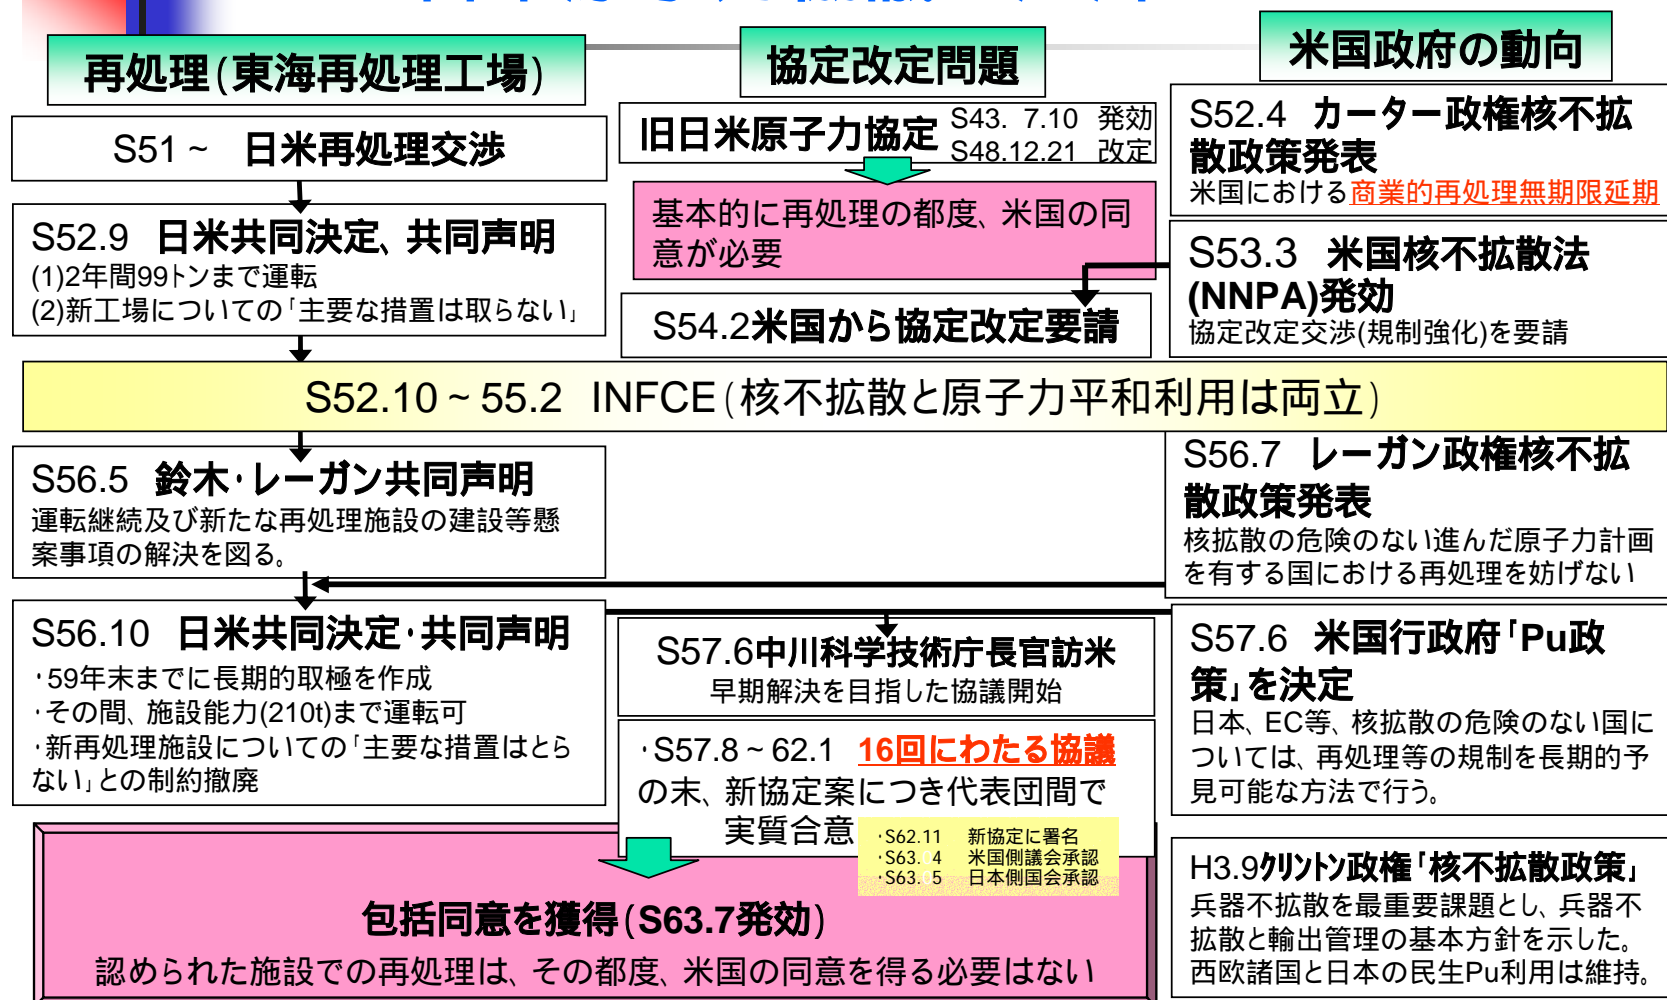 再処理(東海再処理工場)
S51～ 日米再処理交渉
S52.9 日米共同決定、共同声明
(1)2年間99トンまで運転
(2)新工場についての「主要な措置は取らない」
協定改定問題
旧日米原子力協定
S43. 7.10 発効
S48.12.21 改定
基本的に再処理の都度、米国の同
意が必要
S54.2米国から協定改定要請
米国政府の動向
S52.4 カーター政権核不拡
散政策発表
米国における商業的再処理無期限延期
S53.3 米国核不拡散法
(NNPA)発効
協定改定交渉(規制強化)を要請
S52.10～55.2 INFCE(核不拡散と原子力平和利用は両立)
S56.5 鈴木・レーガン共同声明
運転継続及び新たな再処理施設の建設等懸
案事項の解決を図る。
S56.10 日米共同決定・共同声明
・59年末までに長期的取極を作成
・その間、施設能力(210t)まで運転可
・新再処理施設についての「主要な措置はとら
ない」との制約撤廃
S57.6中川科学技術庁長官訪米
早期解決を目指した協議開始
・S57.8～62.1 16回にわたる協議
の末、新協定案につき代表団間で
実質合意
・S62.11 新協定に署名
・S63. 4 米国側議会承認
・S63. 5 日本側国会承認
包括同意を獲得(S63.7発効)
認められた施設での再処理は、その都度、米国の同意を得る必要はない
S56.7 レーガン政権核不拡
散政策発表
核拡散の危険のない進んだ原子力計画
を有する国における再処理を妨げない
S57.6 米国行政府「Pu政
策」を決定
日本、EC等、核拡散の危険のない国に
ついては、再処理等の規制を長期的予
見可能な方法で行う。
H3.9クリントン政権「核不拡散政策」
兵器不拡散を最重要課題とし、兵器不
拡散と輸出管理の基本方針を示した。
西欧諸国と日本の民生Pu利用は維持。